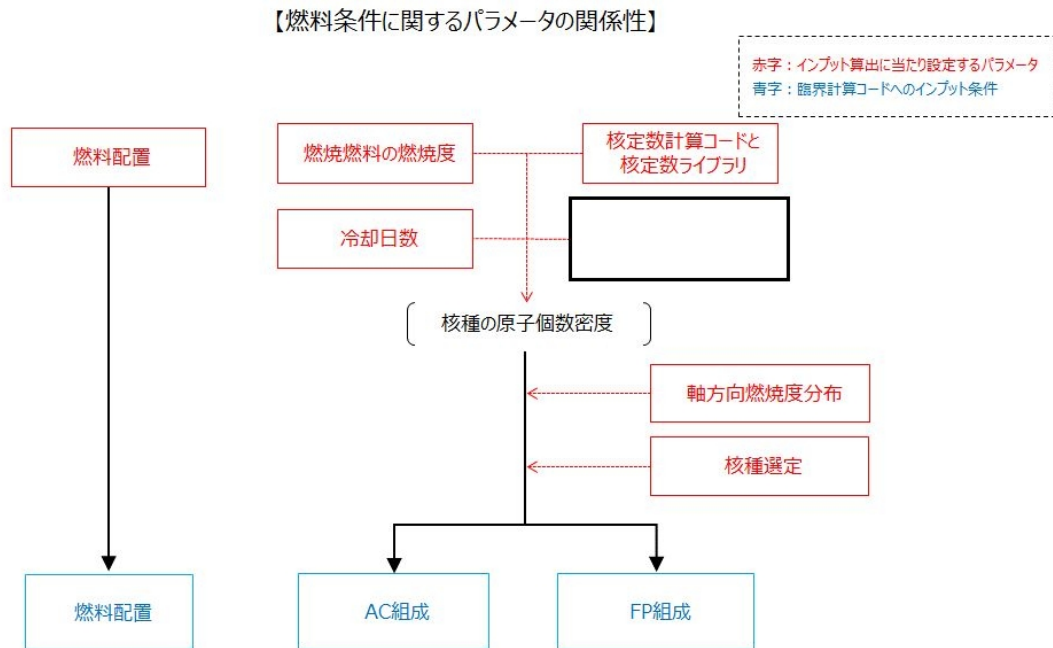 【燃料条件に関するパラメータの関係性】
赤字：インプット算出に当たり設定するパラメータ
青字：臨界計算コードへのインプット条件
燃料配置
燃焼燃料の燃焼度
核定数計算コードと
核定数ライブラリ
冷却日数
核種の原子個数密度
軸方向燃焼度分布
核種選定
燃料配置
AC組成
FP組成